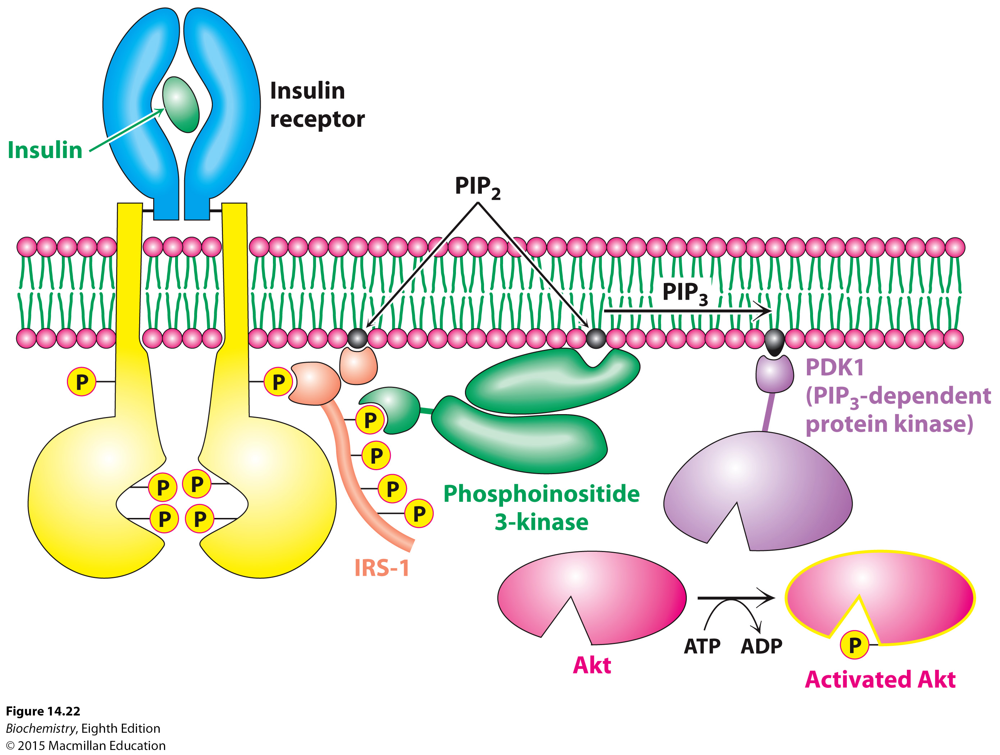 Insulin
receptor
Insulin
PIP2
PIP3
P
P
PDK1
(PIP3-dependent
protein kinase)
P
P
P
P
P
P
P
P
Phosphoinositide
3-kinase
IRS-1
ATP
ADP
P
Akt
Activated Akt
Figure 14.22
Biochemistry, Eighth Edition
© 2015 Macmillan Education